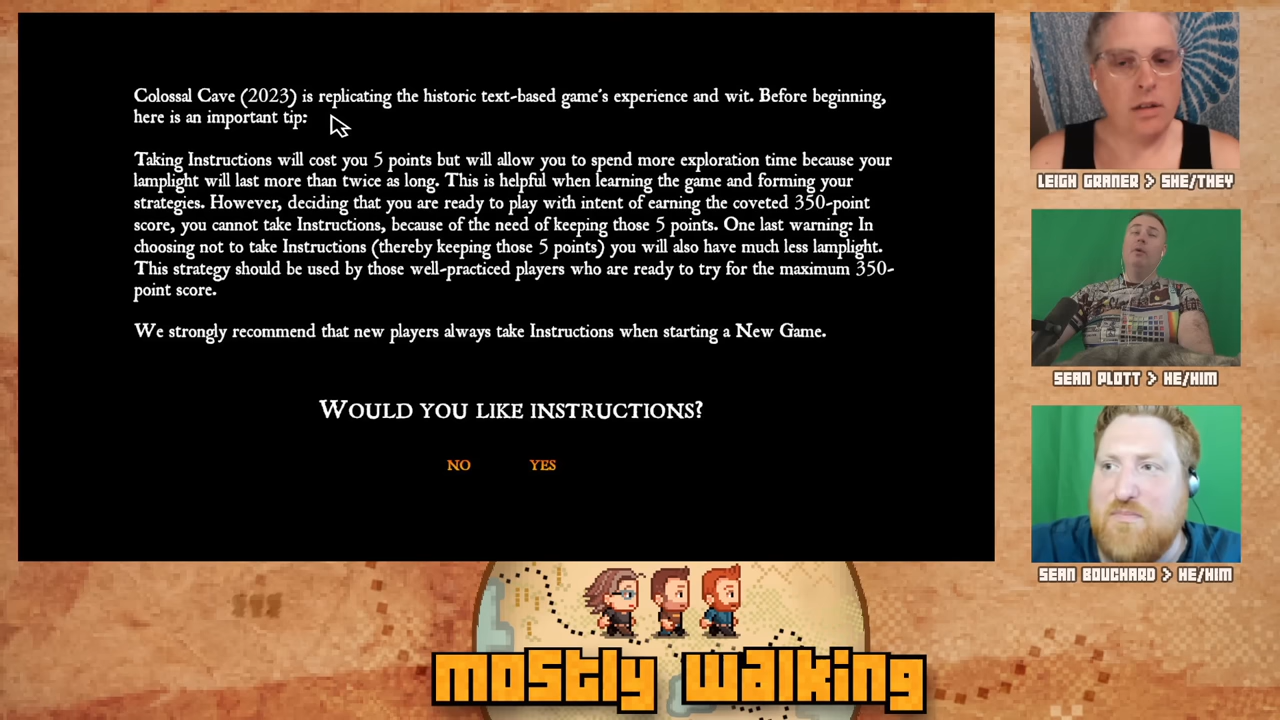 Colossal Cave (2023) is replicating the historic text-based game's experience and wit. Before beginning,
here is an important tip:
Taking Instructions will cost you 5 points but will allow you to spend more exploration time because your
lamplight will last more than twice as long. This is helpful when learning the game and forming your
strategies. However, deciding that you are ready to play with intent of earning the coveted 350-point
score, you cannot take Instructions, because of the need of keeping those 5 points. One last warning: In
choosing not to take Instructions (thereby keeping those 5 points) you will also have much less lamplight.
This strategy should be used by those well-practiced players who are ready to try for the maximum 350-
point score.
We strongly recommend that new players always take Instructions when starting a New Game.
WOULD YOU LIKE INSTRUCTIONS?
NO YES
LEIGH GRANER > SHE/THEY
SEAN PLOTT > HE/HIM
SEAN BOUCHARD > HE/HIM
mostly walking